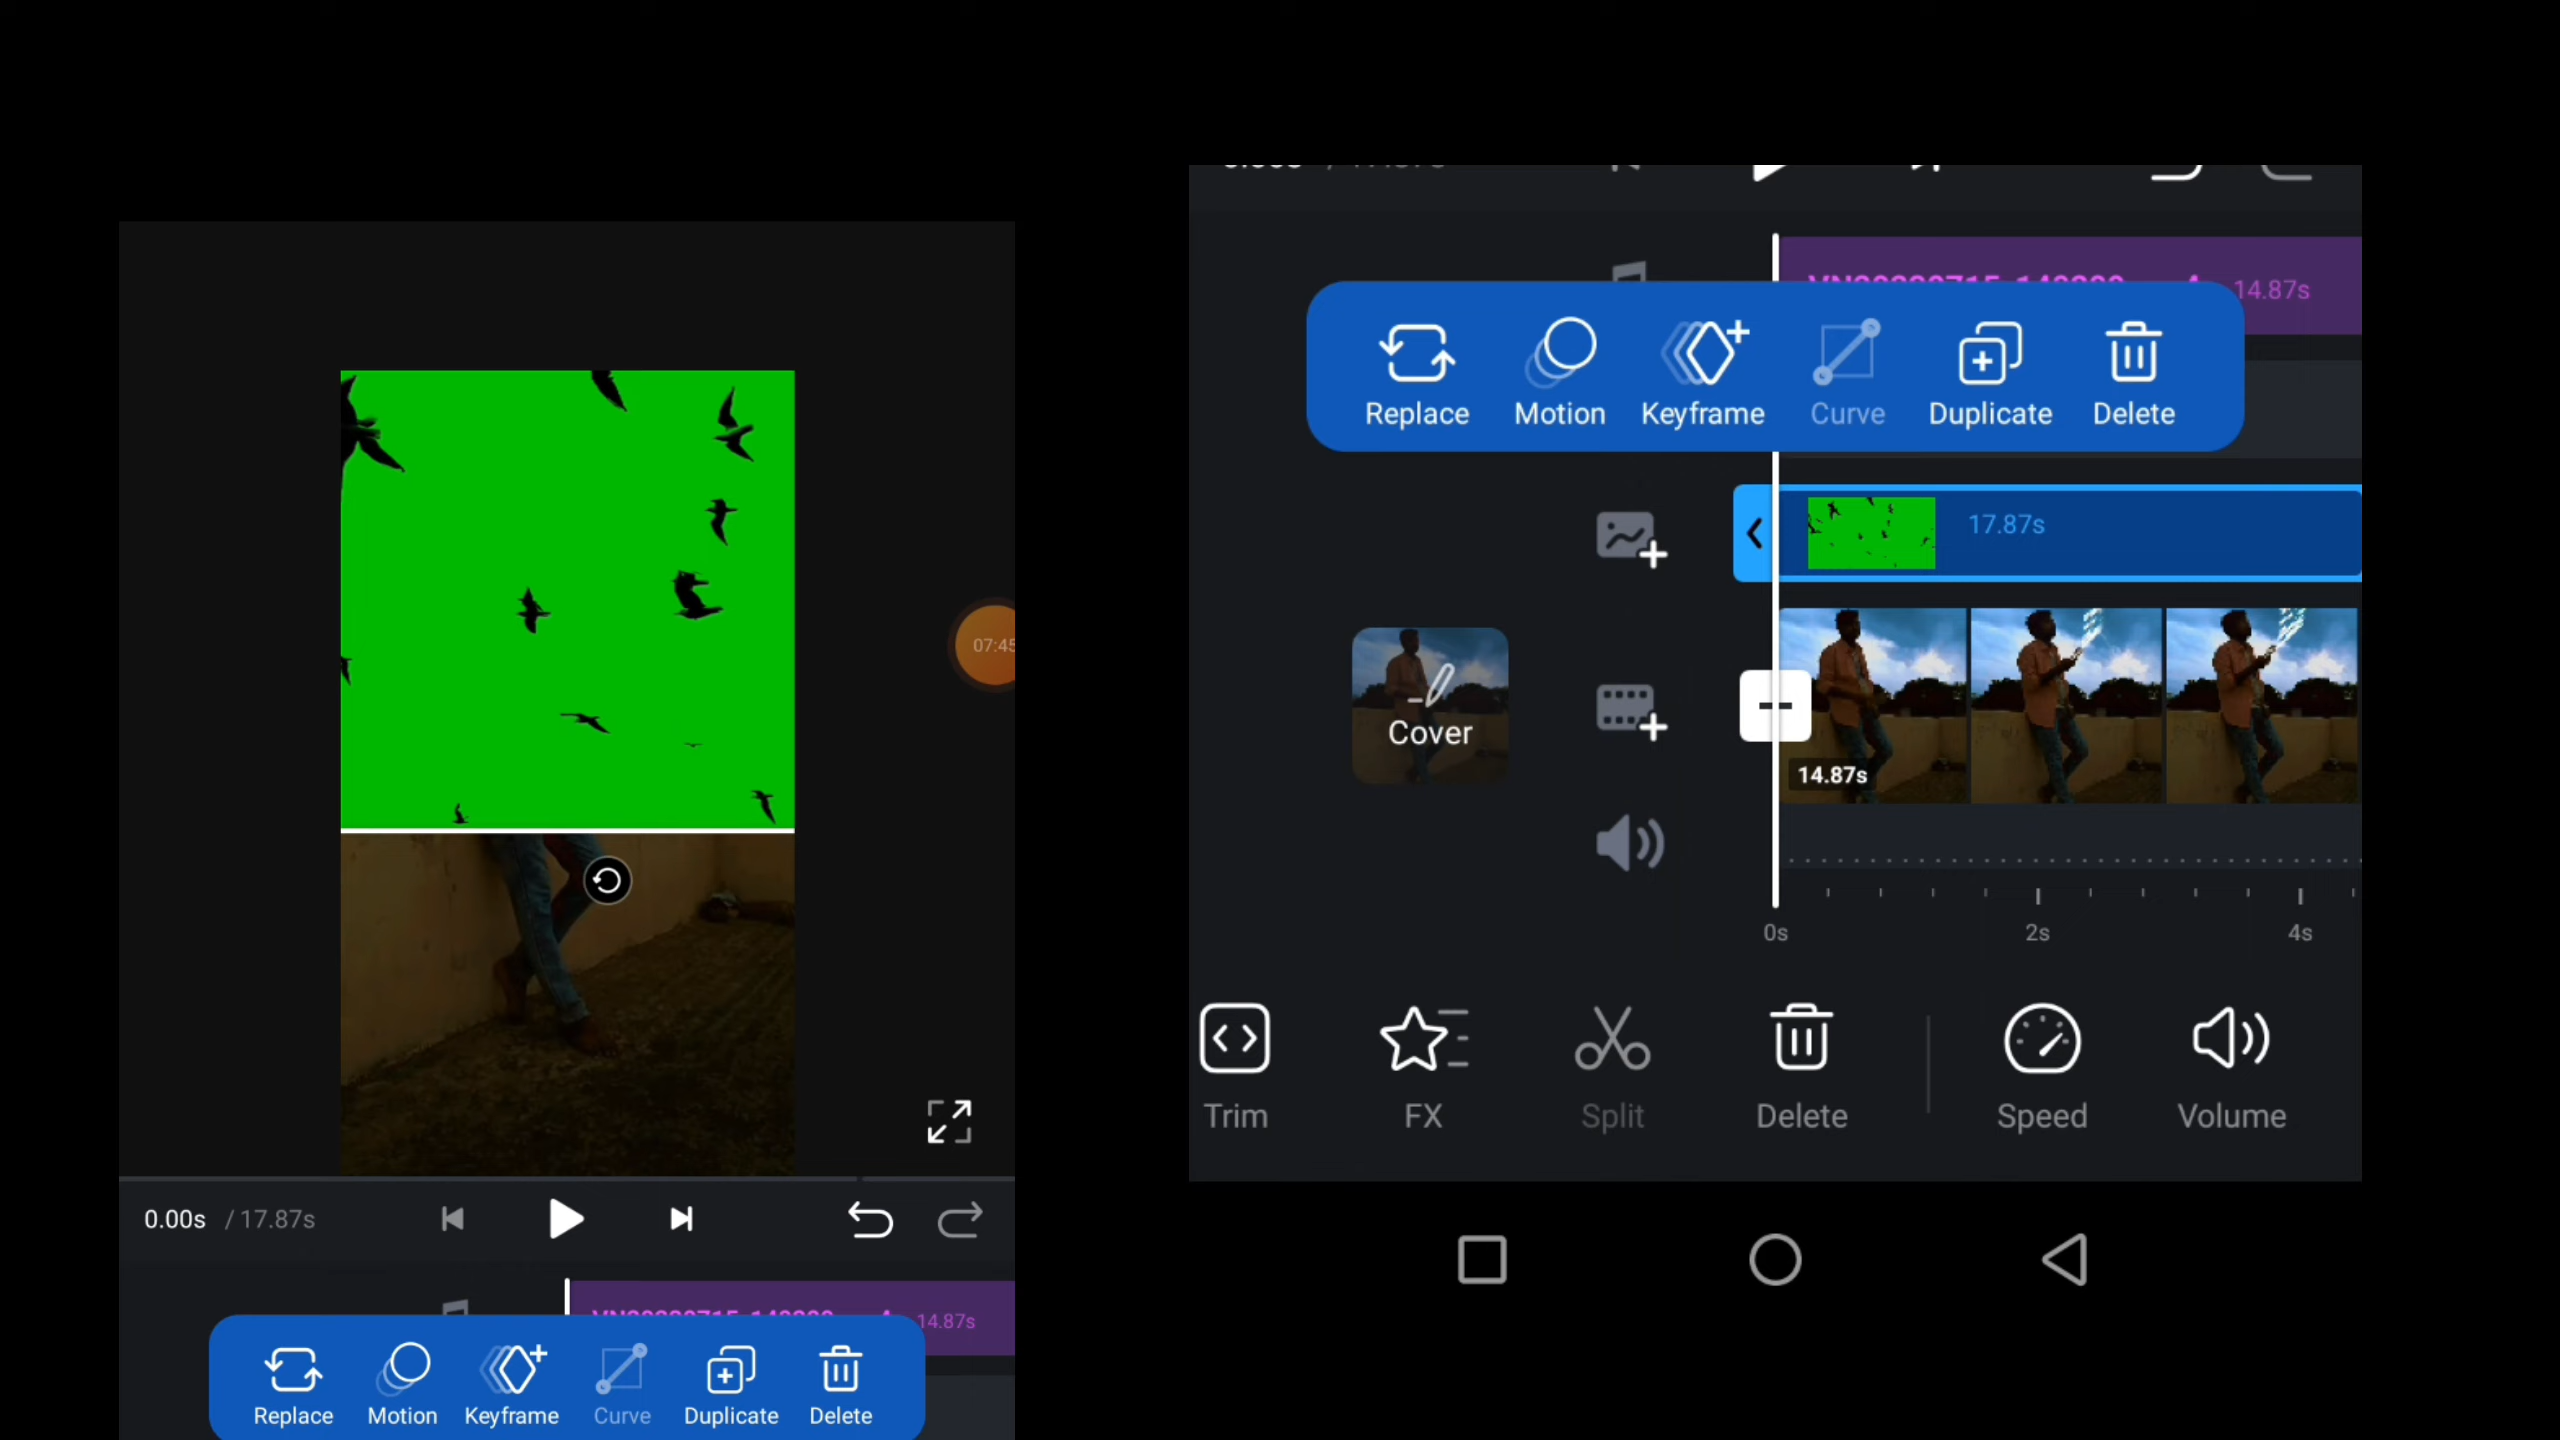 07:45
0.00s / 17.87s
14.87s
Replace Motion Keyframe Curve Duplicate Delete
14.87s
Replace Motion Keyframe Curve Duplicate Delete
17.87s
Cover
14.87s
0s 2s 4s
Trim FX Split Delete Speed Volume